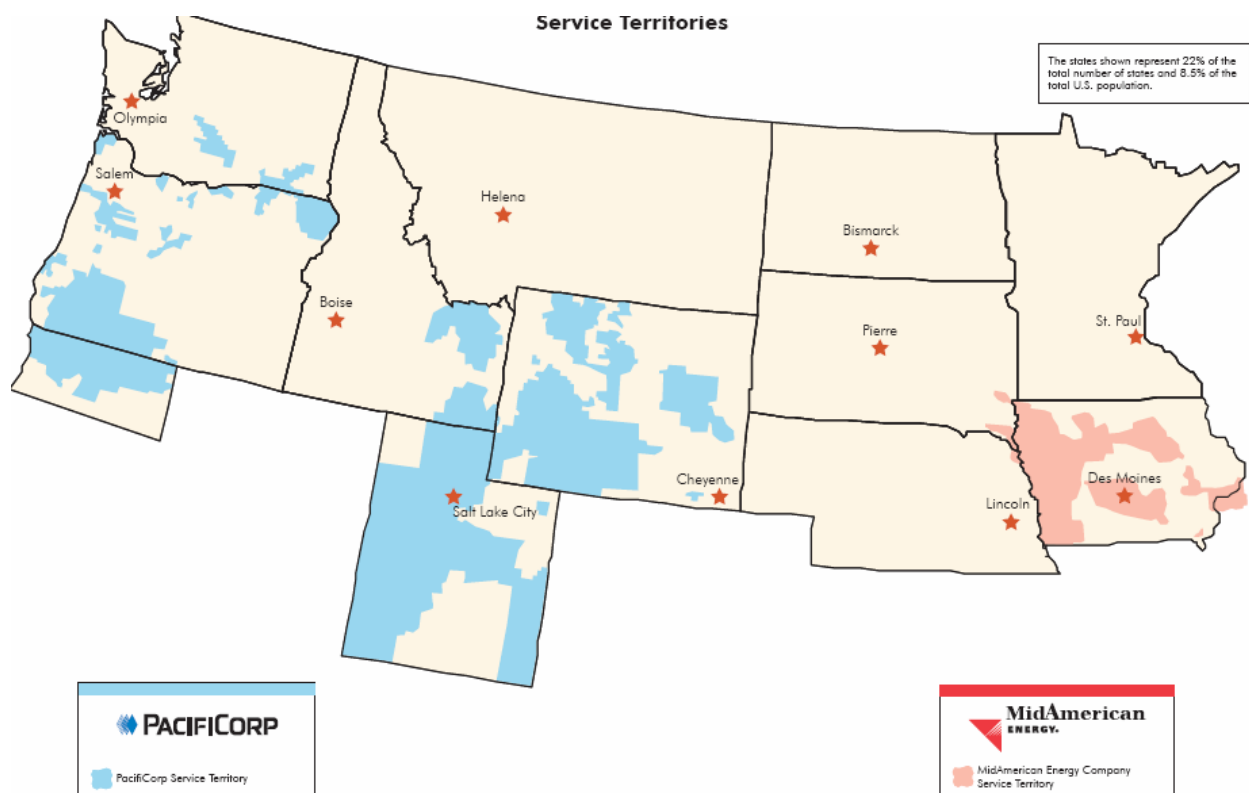 Service Territories
The states shown represent 22% of the
total number of states and 8.5% of the
total U.S. population.
Olympia
Salem
Helena
Bismarck
Boise
Pierre
St. Paul
Cheyenne
Des Moines
Lincoln
Salt Lake City
PACIFICORP
PacifiCorp Service Territory
MidAmerican
ENERGY.
MidAmerican Energy Company
Service Territory